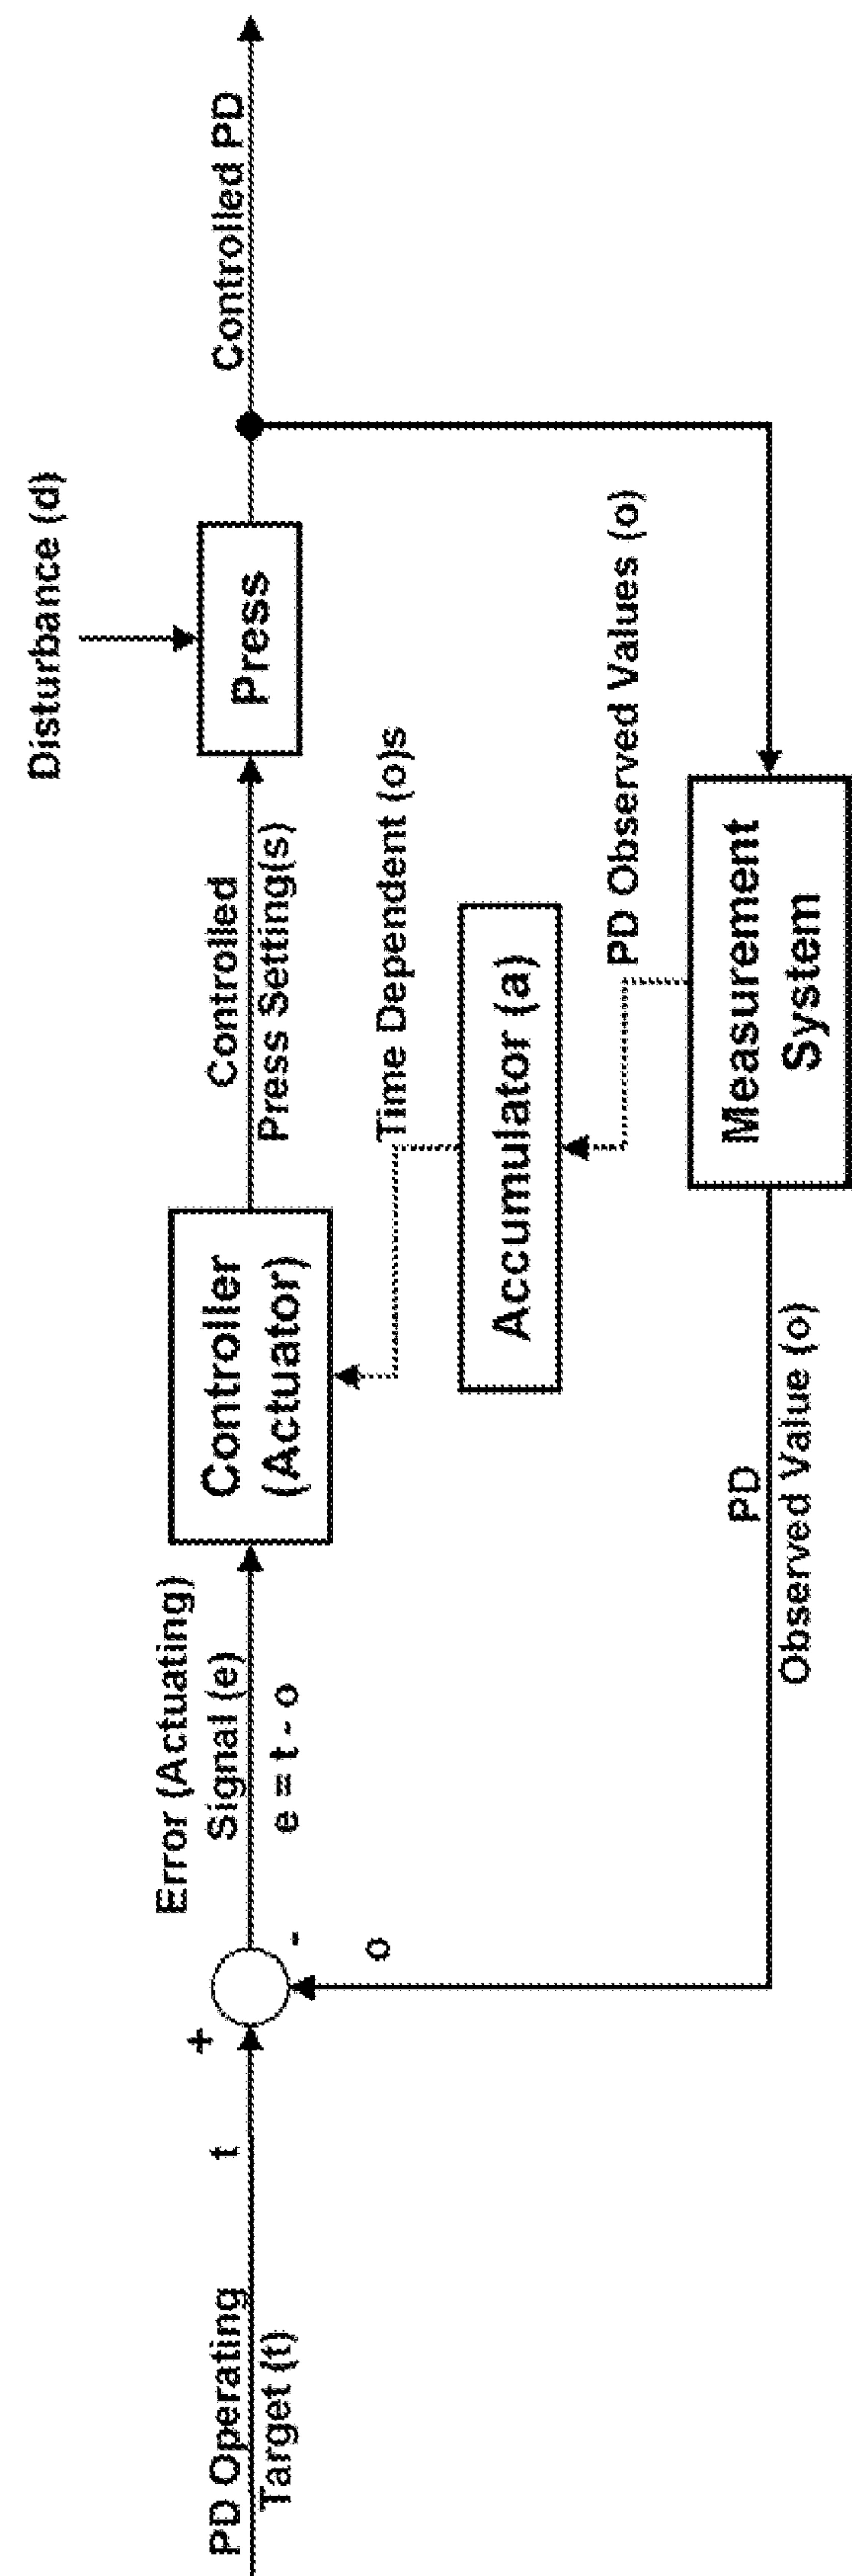 PD Operating
Target (t)
t
+
-
o
Error (Actuating)
Signal (e)
e = t - o
Controller
(Actuator)
Controlled
Press Setting(s)
Disturbance (d)
Press
Controlled PD
Time Dependent (o)s
Accumulator (a)
PD Observed Values (o)
Measurement
System
PD
Observed Value (o)